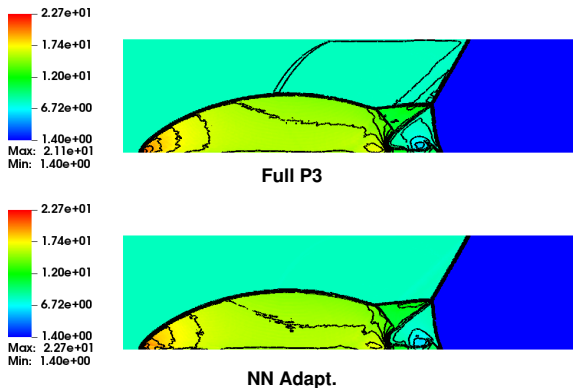 2.27e+01
1.74e+01
1.20e+01
6.72e+00
1.40e+00
Max: 2.11e+01
Min: 1.40e+00
Full P3
2.27e+01
1.74e+01
1.20e+01
6.72e+00
1.40e+00
Max: 2.27e+01
Min: 1.40e+00
NN Adapt.